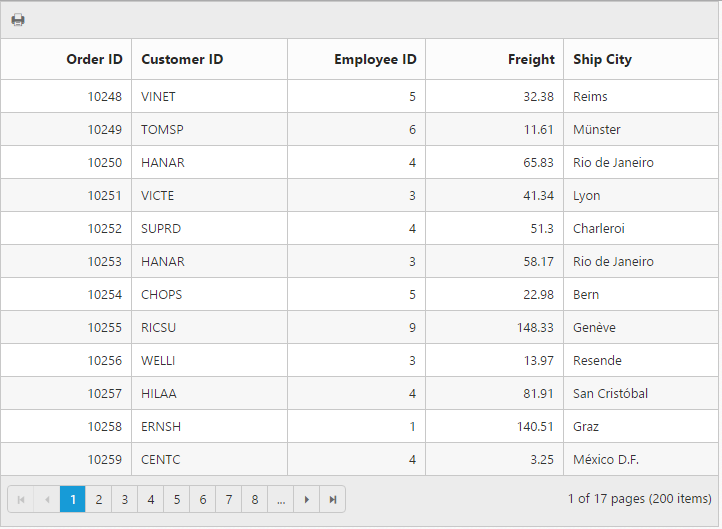 Order ID Customer ID Employee ID Freight Ship City
10248 VINET 5 32.38 Reims
10249 TOMSP 6 11.61 Münster
10250 HANAR 4 65.83 Rio de Janeiro
10251 VICTE 3 41.34 Lyon
10252 SUPRD 4 51.3 Charleroi
10253 HANAR 3 58.17 Rio de Janeiro
10254 CHOPS 5 22.98 Bern
10255 RICSU 9 148.33 Genève
10256 WELLI 3 13.97 Resende
10257 HILAA 4 81.91 San Cristóbal
10258 ERNSH 1 140.51 Graz
10259 CENTC 4 3.25 México D.F.
1 2 3 4 5 6 7 8 ... 1 of 17 pages (200 items)